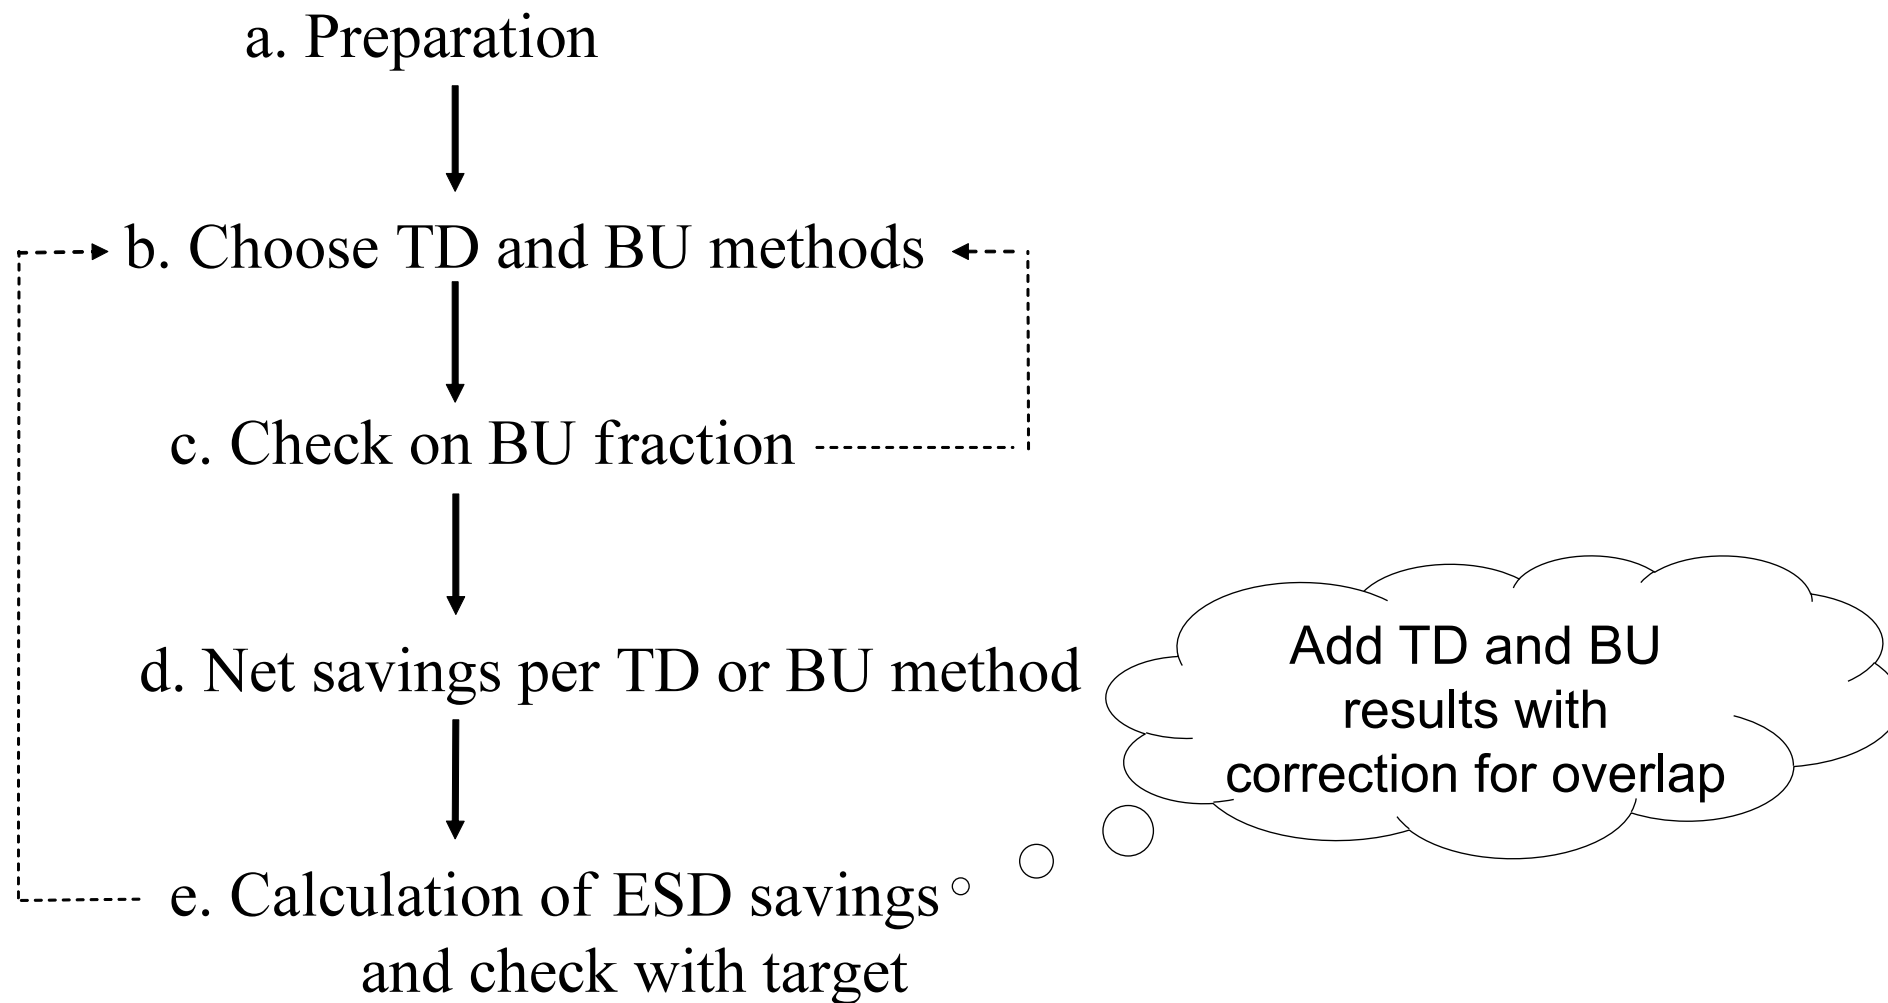 a. Preparation
b. Choose TD and BU methods
c. Check on BU fraction
d. Net savings per TD or BU method
Add TD and BU
results with
correction for overlap
e. Calculation of ESD savings
and check with target